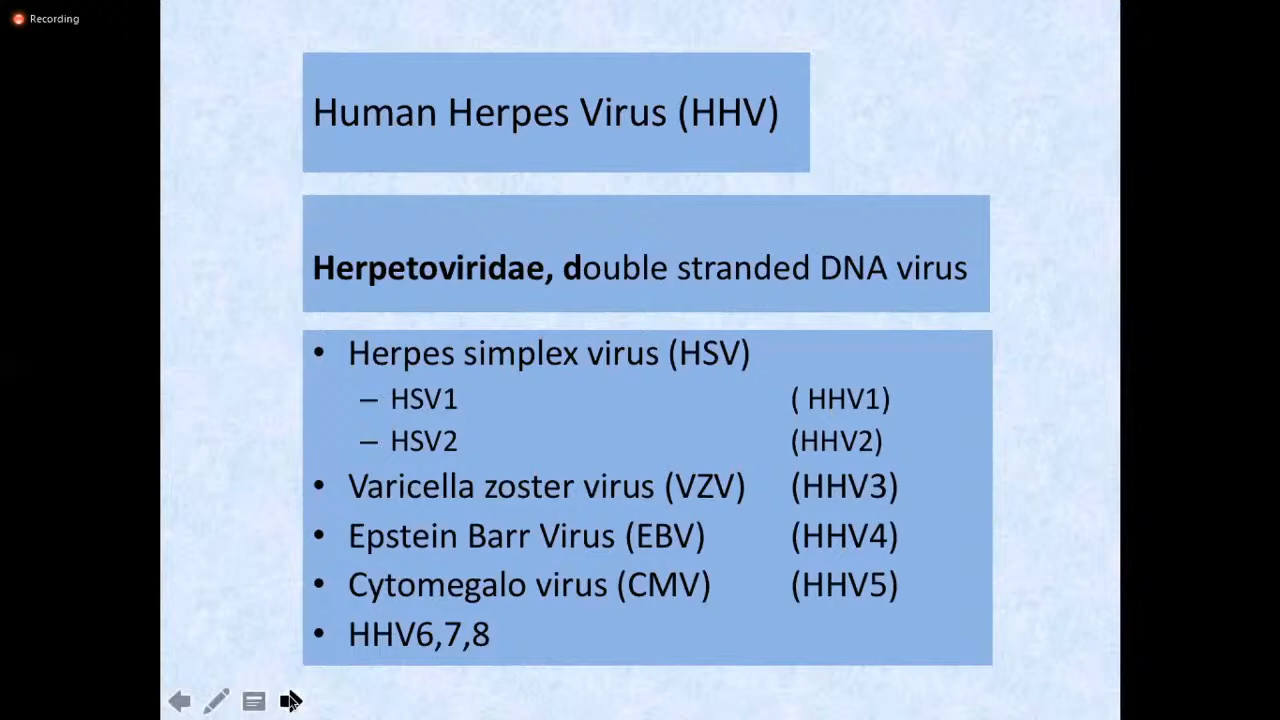 Recording
Human Herpes Virus (HHV)
Herpetoviridae, double stranded DNA virus
• Herpes simplex virus (HSV)
– HSV1 ( HHV1)
– HSV2 (HHV2)
• Varicella zoster virus (VZV) (HHV3)
• Epstein Barr Virus (EBV) (HHV4)
• Cytomegalo virus (CMV) (HHV5)
• HHV6,7,8